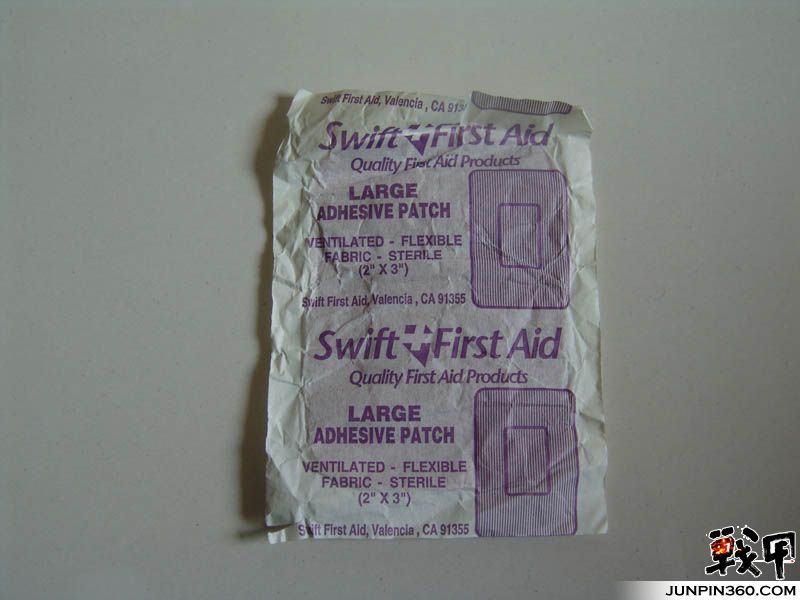 Swift First Aid, Valencia, CA 913
Swift First Aid
Quality First Aid Products
LARGE
ADHESIVE PATCH
VENTILATED - FLEXIBLE
FABRIC - STERILE
(2" X 3")
Swift First Aid, Valencia, CA 91355
Swift First Aid
Quality First Aid Products
LARGE
ADHESIVE PATCH
VENTILATED - FLEXIBLE
FABRIC - STERILE
(2" X 3")
Swift First Aid, Valencia, CA 91355
戰甲
JUNPIN360.COM